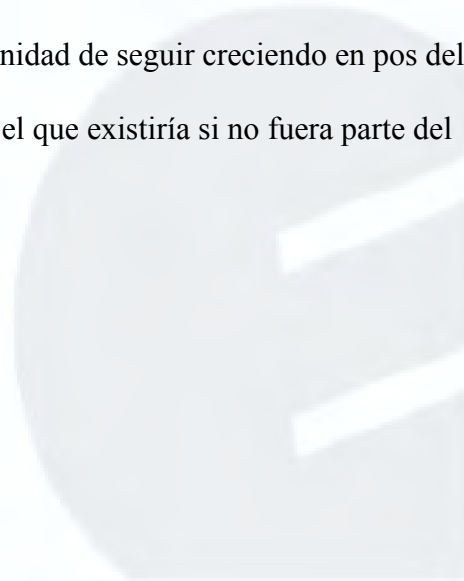 nidad de seguir creciendo en pos del
el que existiría si no fuera parte del